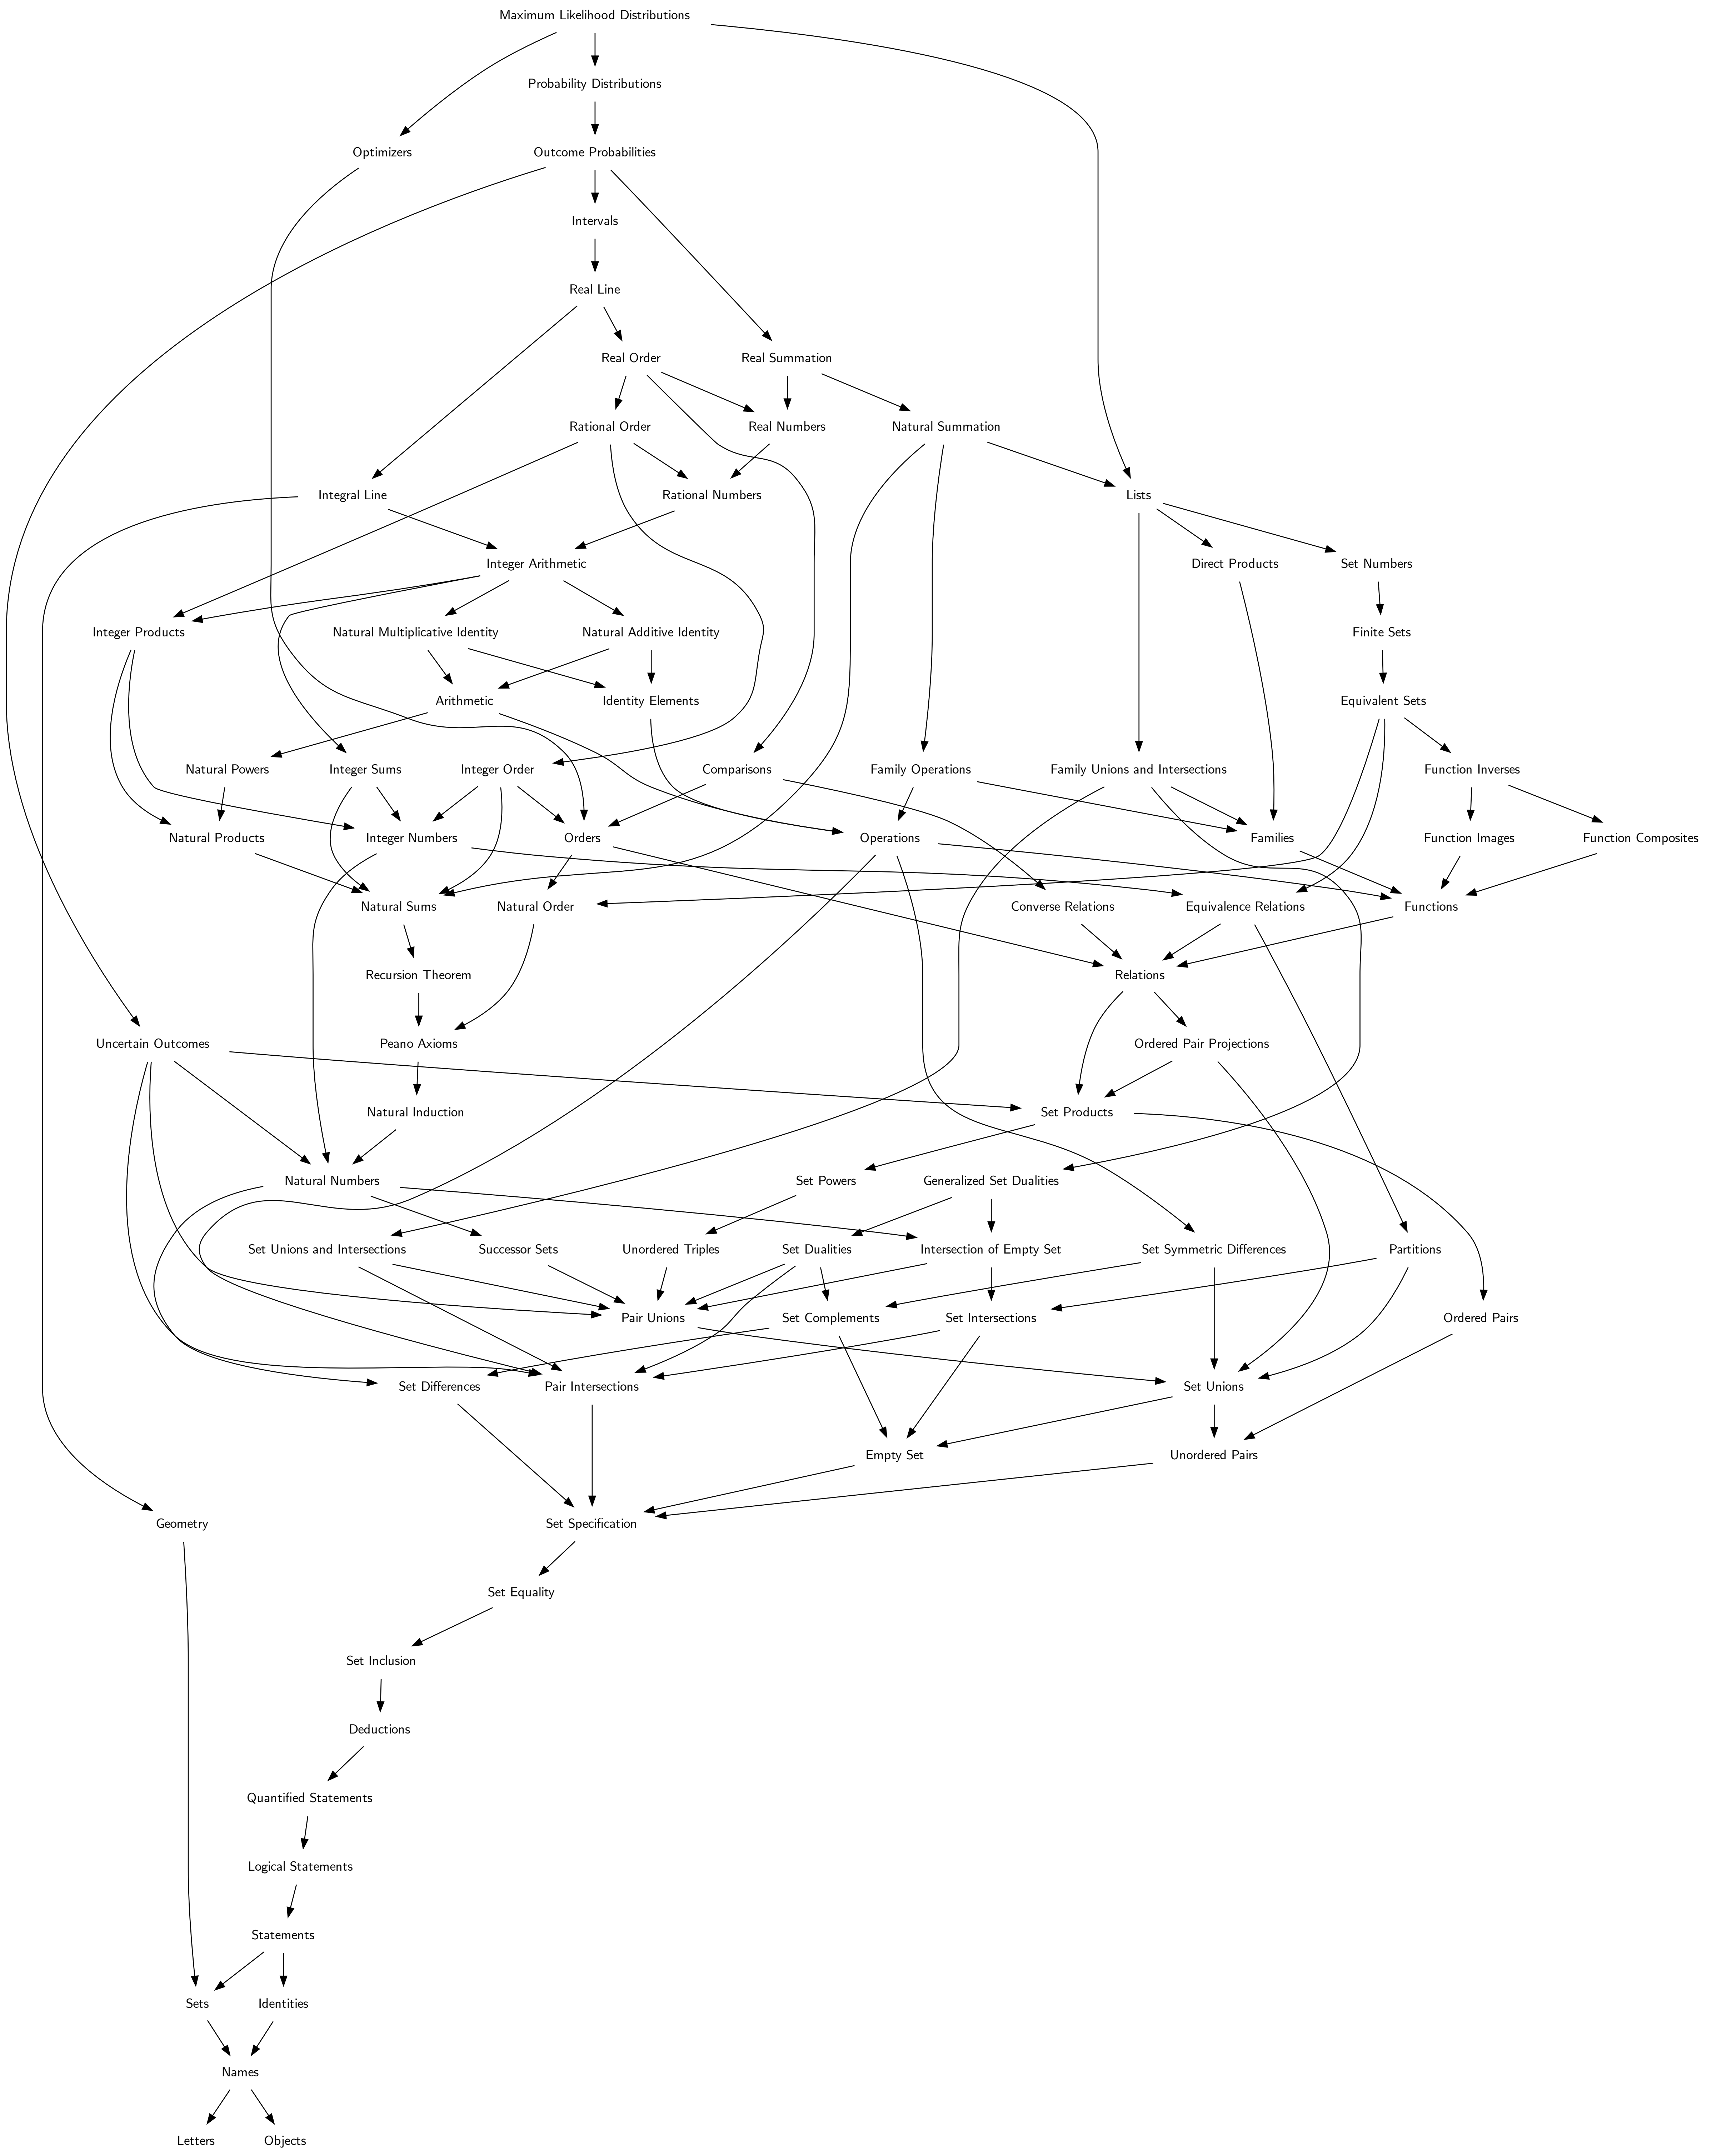 Maximum Likelihood Distributions
Probability Distributions
Optimizers
Outcome Probabilities
Intervals
Real Line
Real Order
Real Summation
Rational Order
Real Numbers
Natural Summation
Integral Line
Rational Numbers
Lists
Integer Arithmetic
Direct Products
Set Numbers
Integer Products
Natural Multiplicative Identity
Natural Additive Identity
Finite Sets
Arithmetic
Identity Elements
Equivalent Sets
Natural Powers
Integer Sums
Integer Order
Comparisons
Family Operations
Family Unions and Intersections
Function Inverses
Natural Products
Integer Numbers
Orders
Operations
Families
Function Images
Function Composites
Natural Sums
Natural Order
Converse Relations
Equivalence Relations
Functions
Recursion Theorem
Relations
Uncertain Outcomes
Peano Axioms
Ordered Pair Projections
Natural Induction
Set Products
Natural Numbers
Set Powers
Generalized Set Dualities
Set Unions and Intersections
Successor Sets
Unordered Triples
Set Dualities
Intersection of Empty Set
Set Symmetric Differences
Partitions
Pair Unions
Set Complements
Set Intersections
Ordered Pairs
Set Differences
Pair Intersections
Set Unions
Empty Set
Unordered Pairs
Geometry
Set Specification
Set Equality
Set Inclusion
Deductions
Quantified Statements
Logical Statements
Statements
Sets
Identities
Names
Letters
Objects